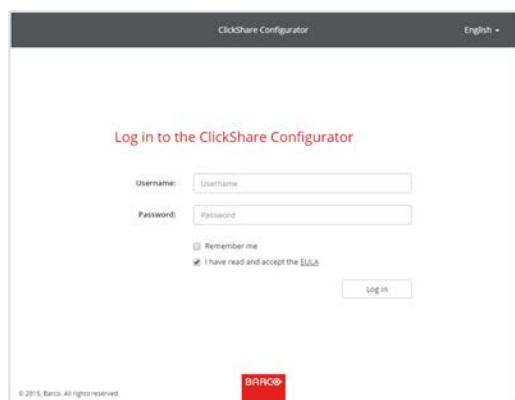 ClickShare Configurator
English
Log in to the ClickShare Configurator
Username: Username
Password: Password
Remember me
I have read and accept the EULA
Log in
BARCO
© 2015, Barco. All rights reserved.